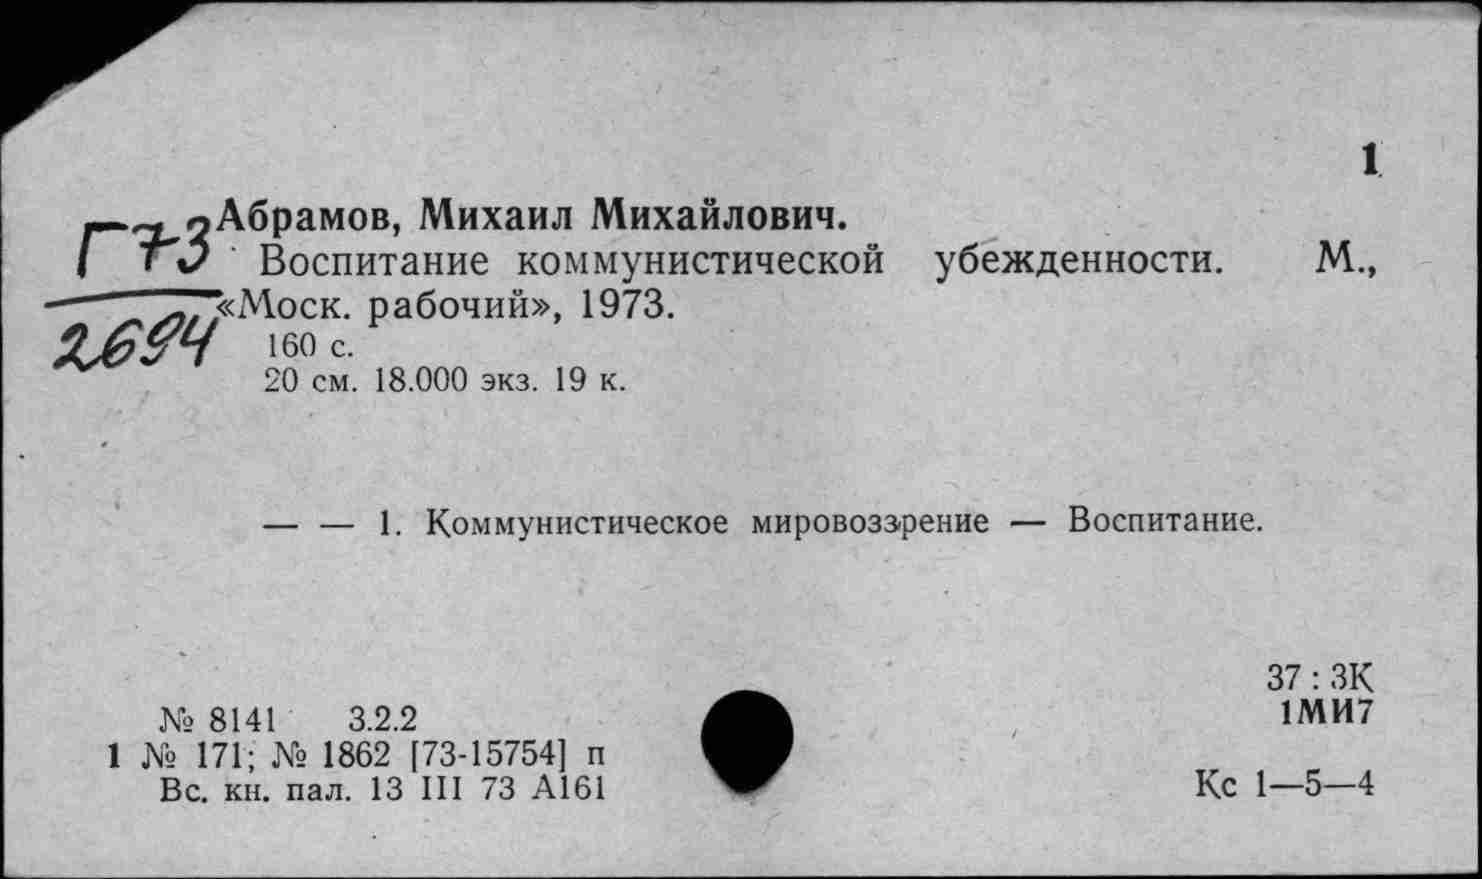 1
Г73
2694
Абрамов, Михаил Михайлович.
Воспитание коммунистической убежденности. М.,
«Моск. рабочий», 1973.
160 с.
20 см. 18.000 экз. 19 к.
— — 1. Коммунистическое мировоззрение — Воспитание.
37 : 3К
№ 8141 3.2.2
1МИ7
1 № 171; № 1862 [73-15754] п
Вс. кн. пал. 13 III 73 А161
Кс 1—5—4